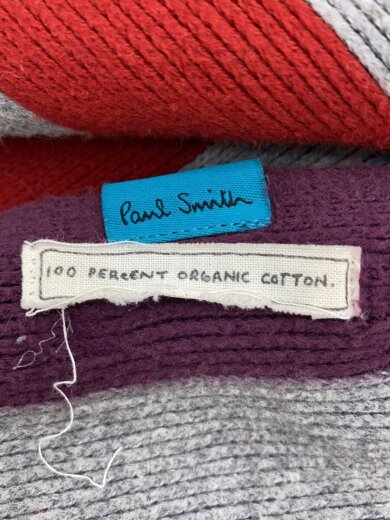 Paul Smith
100 PERCENT ORGANIC COTTON.